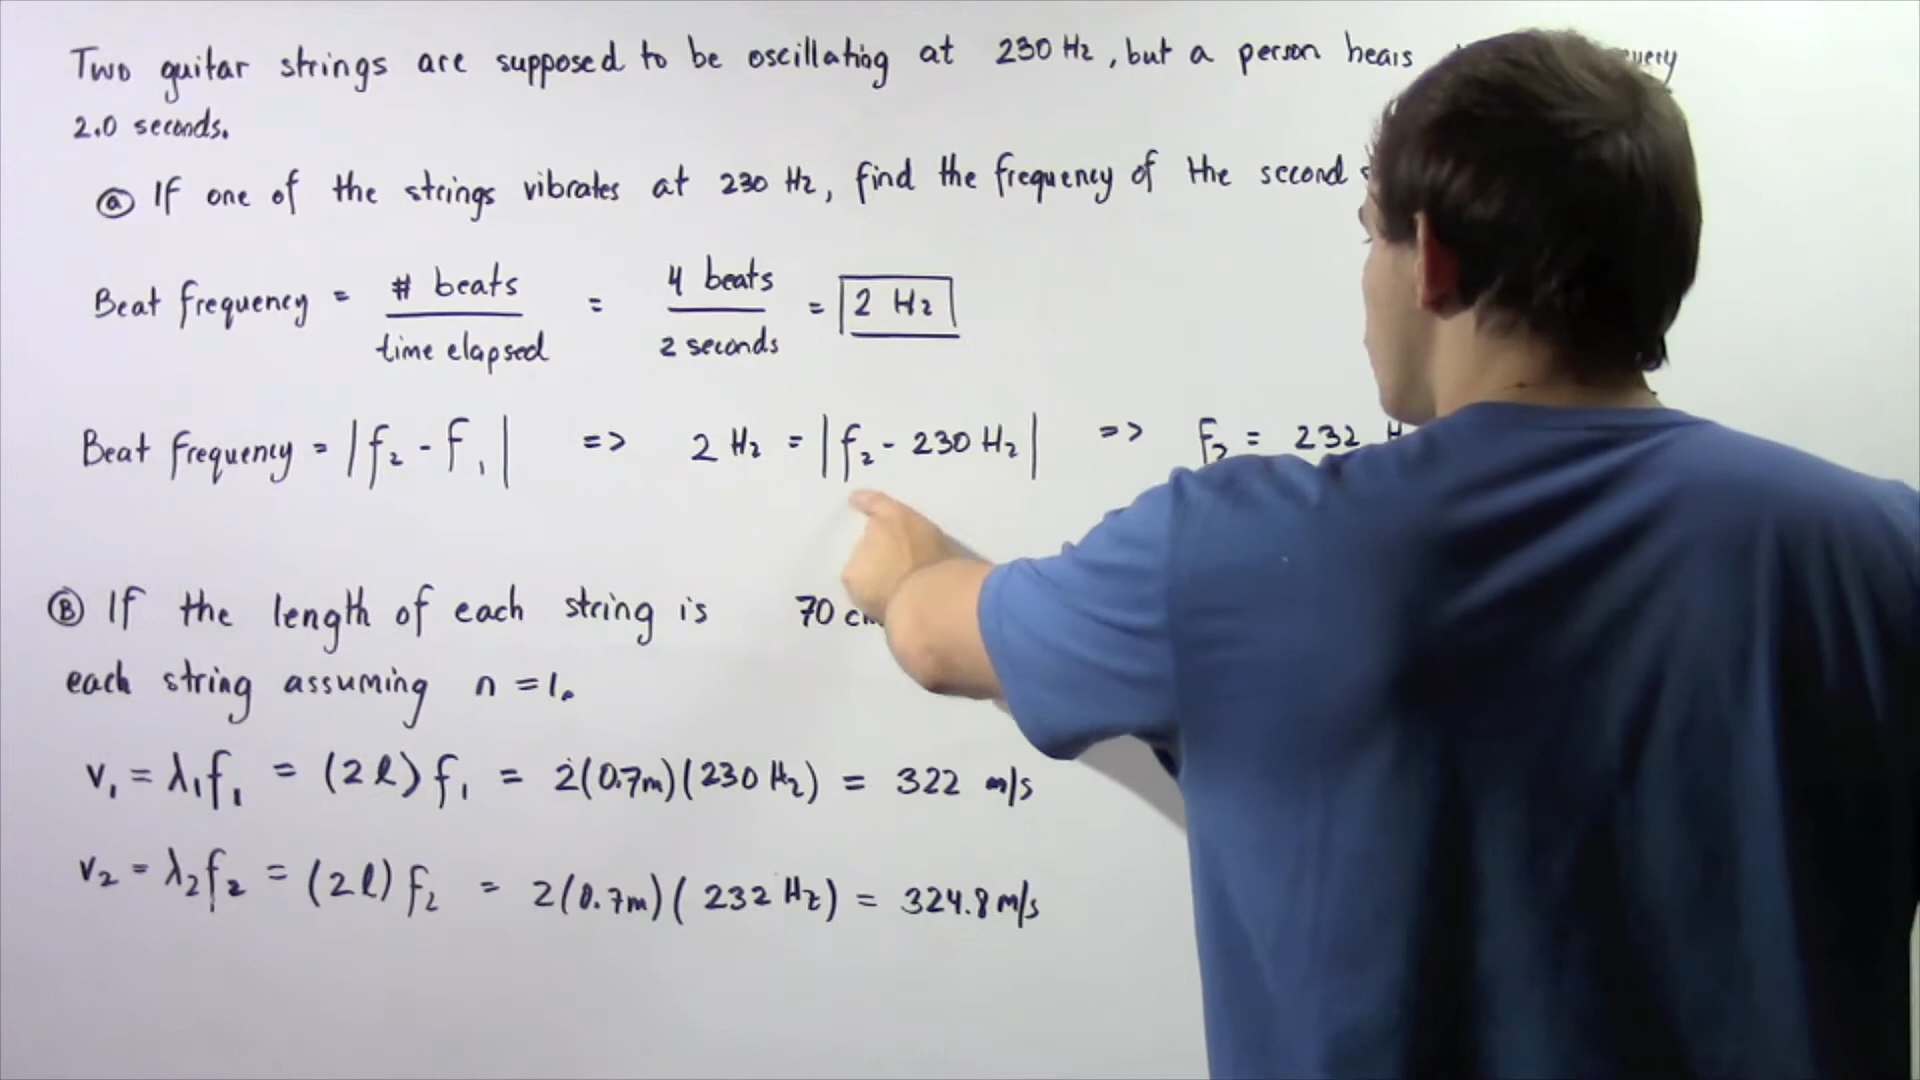 Two guitar strings are supposed to be oscillating at 230 Hz, but a person hears
2.0 seconds.
(a) If one of the strings vibrates at 230 Hz, find the frequency of the second
Beat frequency = # beats / time elapsed = 4 beats / 2 seconds = 2 Hz
Beat frequency = |f₂ - f₁| => 2 Hz = |f₂ - 230 Hz| => f₂ = 232 H
(B) If the length of each string is 70
each string assuming n = 1.
v₁ = λ₁f₁ = (2ℓ) f₁ = 2(0.7m)(230 Hz) = 322 m/s
v₂ = λ₂f₂ = (2ℓ) f₂ = 2(0.7m)(232 Hz) = 324.8 m/s